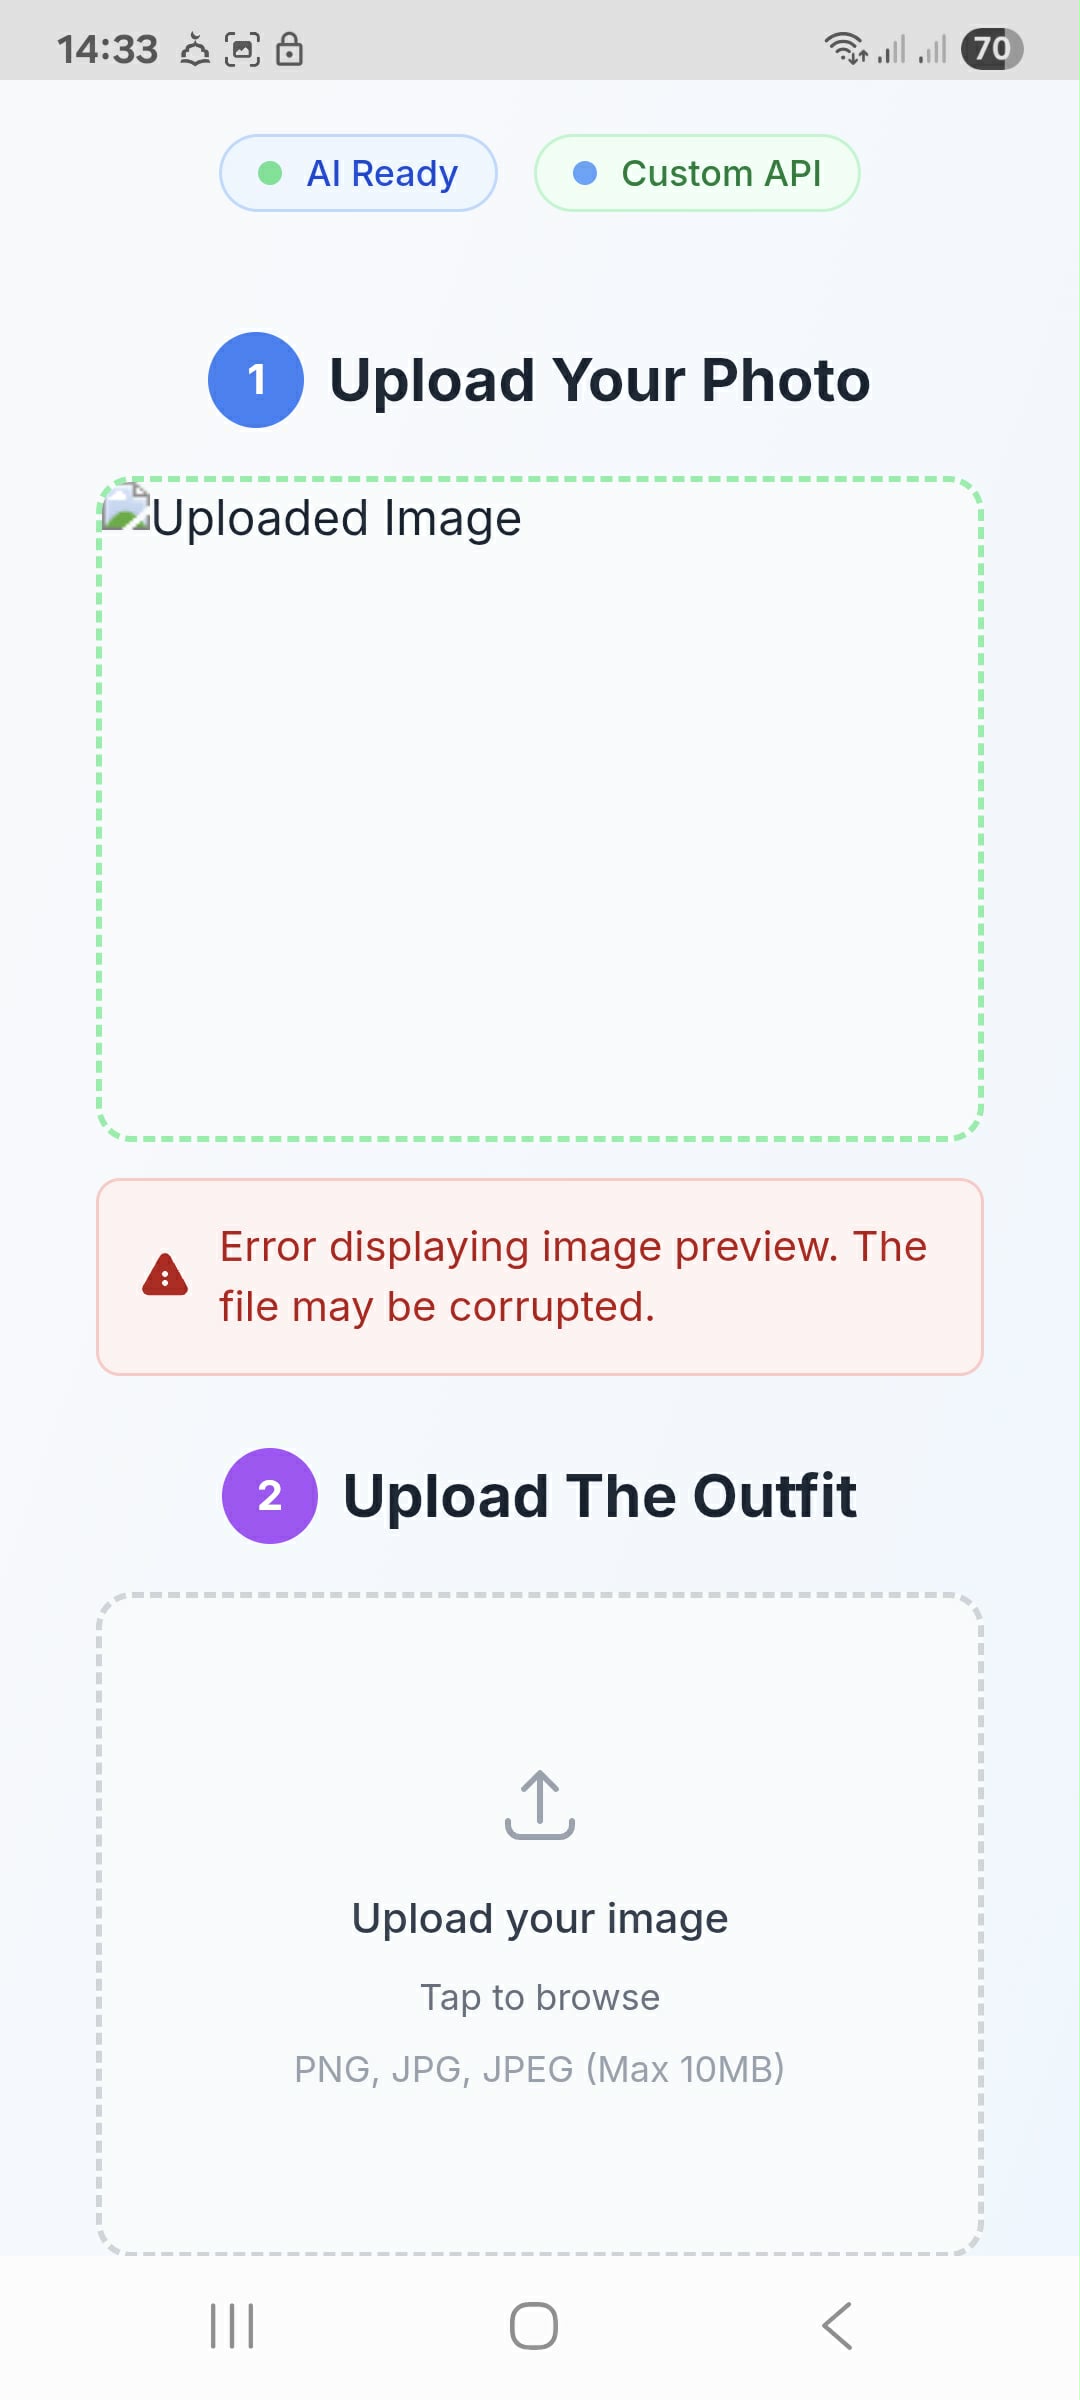 14:33
70
AI Ready
Custom API
1
Upload Your Photo
Uploaded Image
Error displaying image preview. The
file may be corrupted.
2
Upload The Outfit
Upload your image
Tap to browse
PNG, JPG, JPEG (Max 10MB)